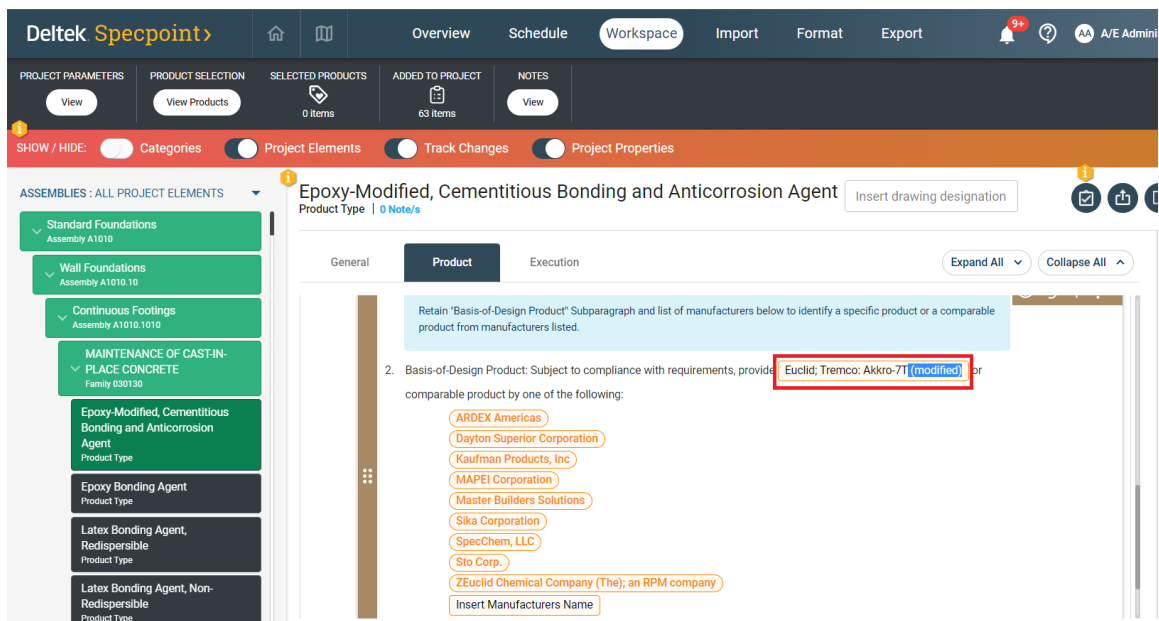 Deltek Specpoint›
Overview Schedule Workspace Import Format Export 9+ AA A/E Admini
PROJECT PARAMETERS PRODUCT SELECTION SELECTED PRODUCTS ADDED TO PROJECT NOTES
View View Products 0 items 63 items View
SHOW / HIDE: Categories Project Elements Track Changes Project Properties
ASSEMBLIES : ALL PROJECT ELEMENTS
Standard Foundations
Assembly A1010
Wall Foundations
Assembly A1010.10
Continuous Footings
Assembly A1010.1010
MAINTENANCE OF CAST-IN-
PLACE CONCRETE
Family 030130
Epoxy-Modified, Cementitious
Bonding and Anticorrosion
Agent
Product Type
Epoxy Bonding Agent
Product Type
Latex Bonding Agent,
Redispersible
Product Type
Latex Bonding Agent, Non-
Redispersible
Product Type
Epoxy-Modified, Cementitious Bonding and Anticorrosion Agent Insert drawing designation
Product Type | 0 Note/s
General Product Execution Expand All Collapse All
Retain "Basis-of-Design Product" Subparagraph and list of manufacturers below to identify a specific product or a comparable
product from manufacturers listed.
2. Basis-of-Design Product: Subject to compliance with requirements, provide Euclid; Tremco: Akkro-7T (modified) or
comparable product by one of the following:
ARDEX Americas
Dayton Superior Corporation
Kaufman Products, Inc
MAPEI Corporation
Master Builders Solutions
Sika Corporation
SpecChem, LLC
Sto Corp.
ZEuclid Chemical Company (The); an RPM company
Insert Manufacturers Name